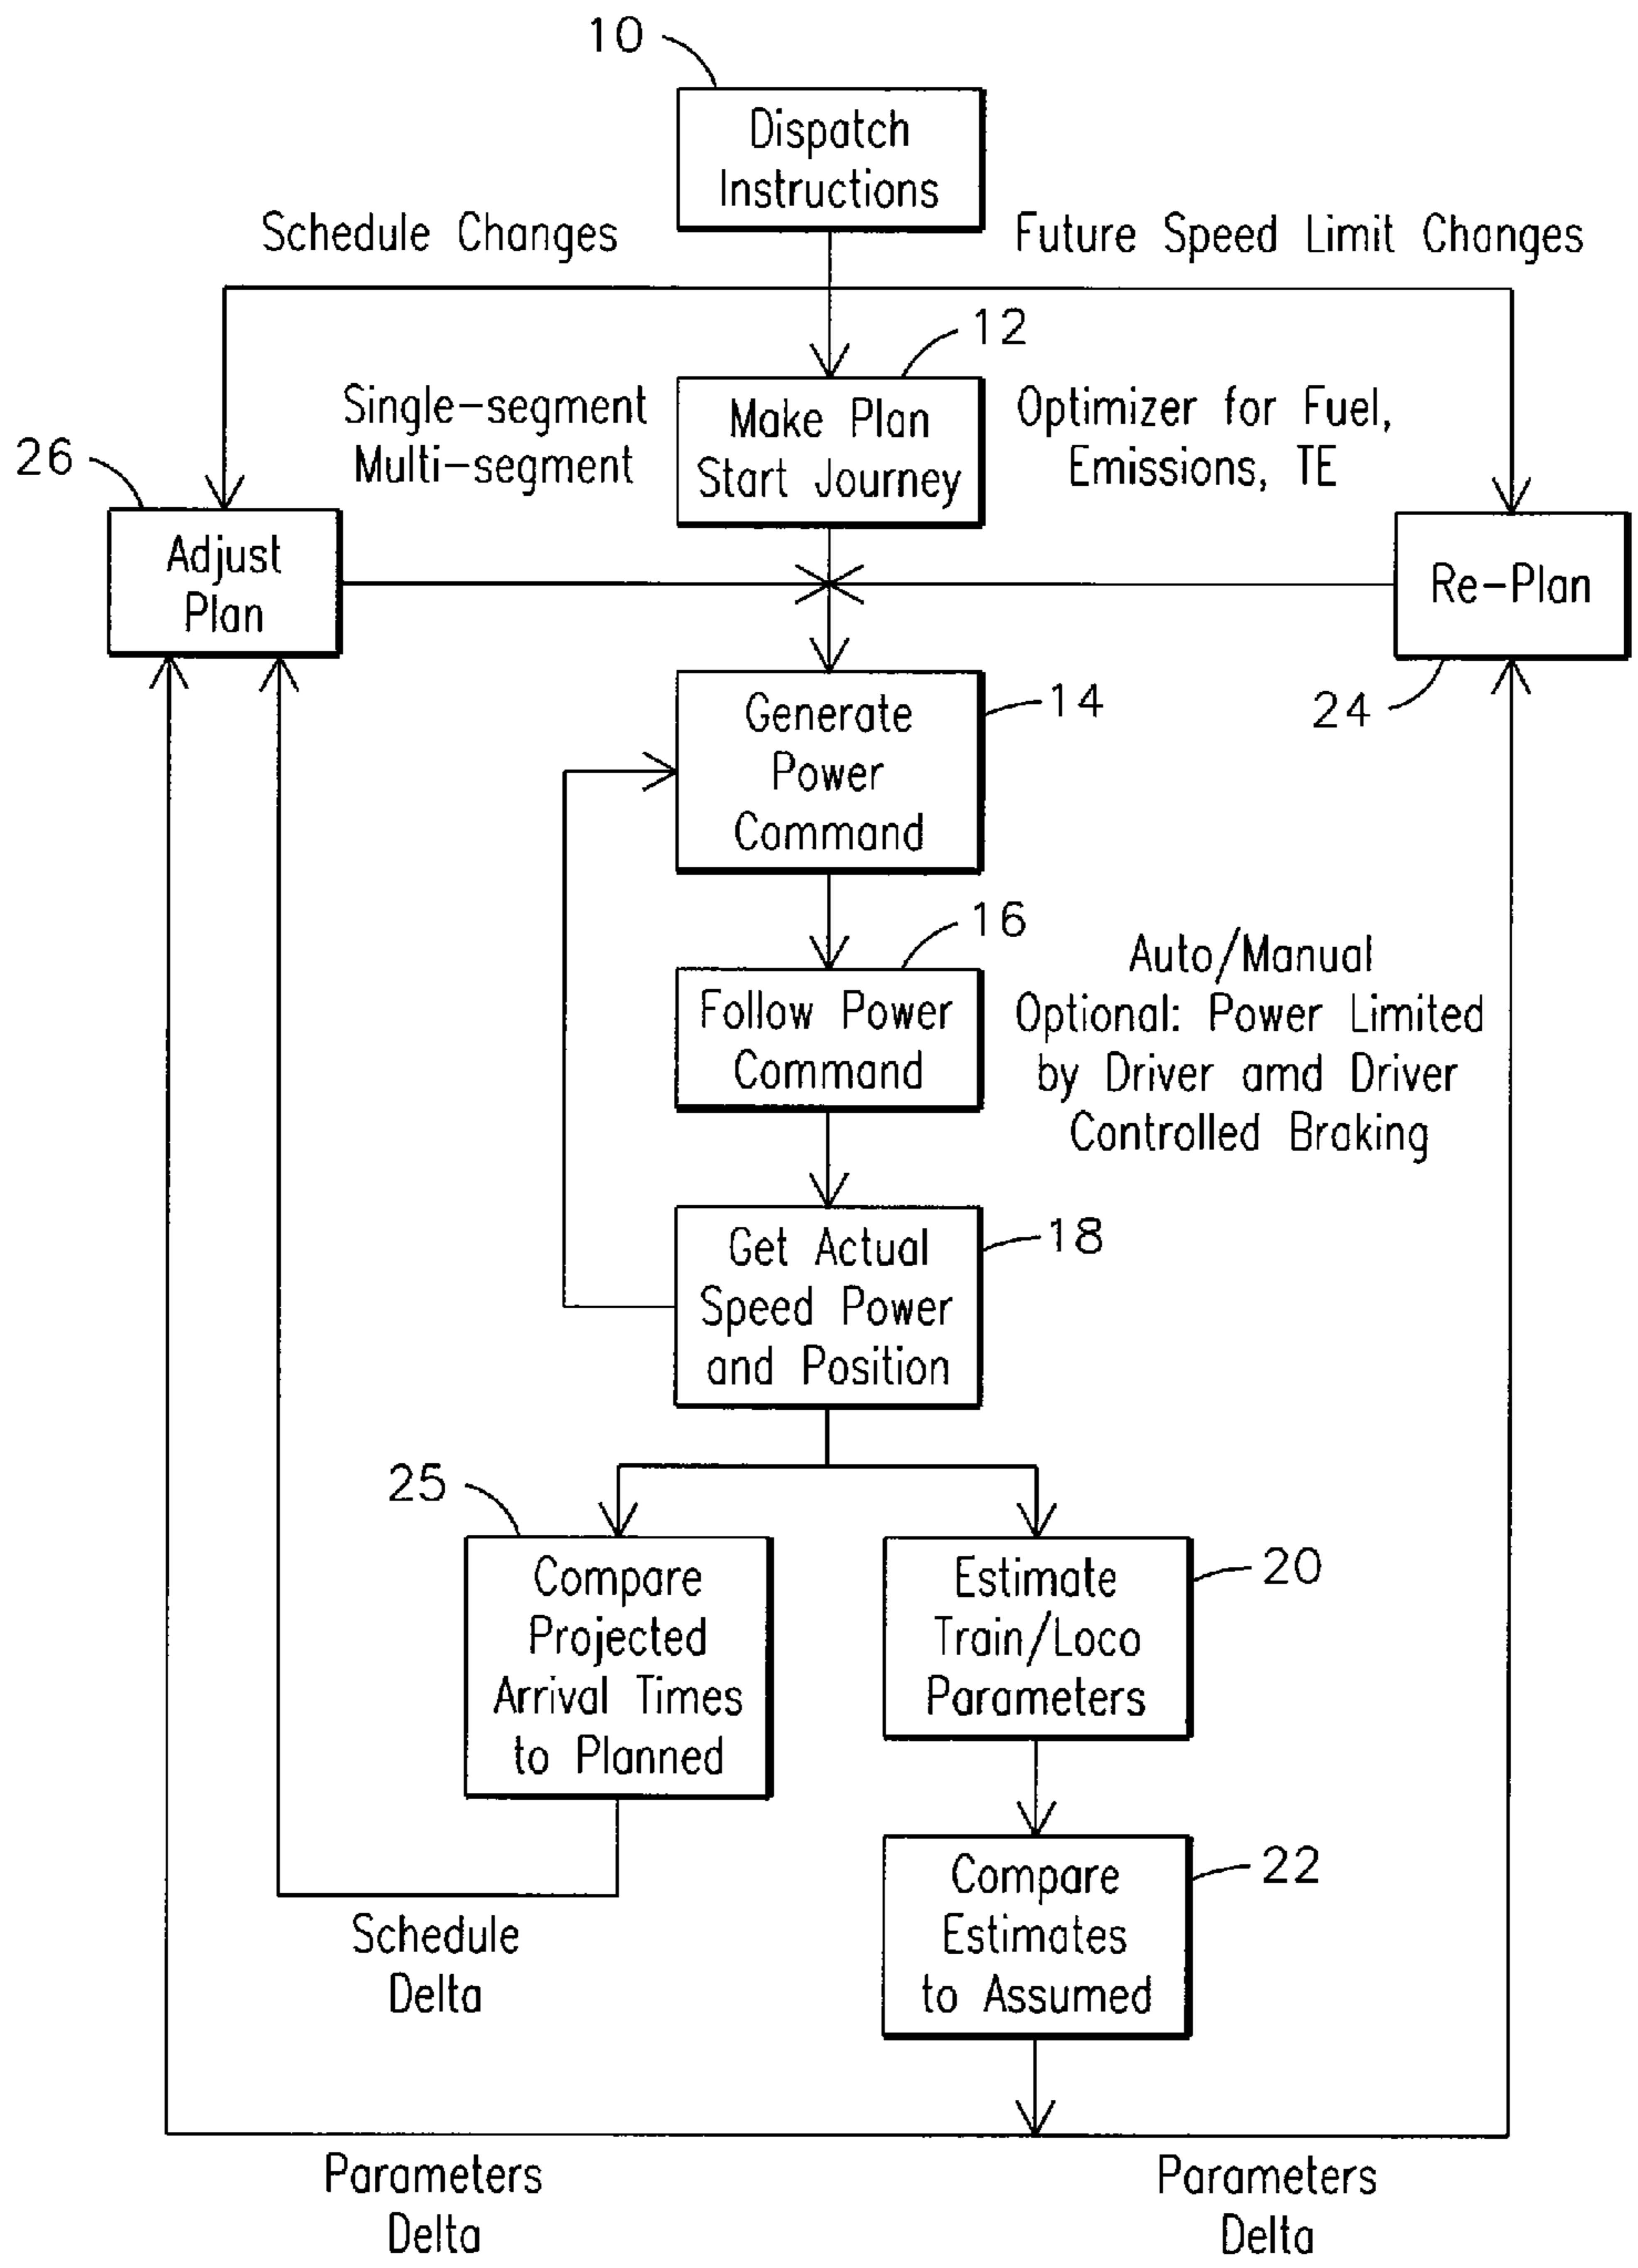 10
Dispatch
Instructions
Schedule Changes
Future Speed Limit Changes
12
Single-segment
Multi-segment
Make Plan
Start Journey
Optimizer for Fuel,
Emissions, TE
26
Adjust
Plan
Re-Plan
24
Generate
Power
Command
14
16
Follow Power
Command
Auto/Manual
Optional: Power Limited
by Driver amd Driver
Controlled Braking
Get Actual
Speed Power
and Position
18
25
Compare
Projected
Arrival Times
to Planned
Estimate
Train/Loco
Parameters
20
Compare
Estimates
to Assumed
22
Schedule
Delta
Parameters
Delta
Parameters
Delta